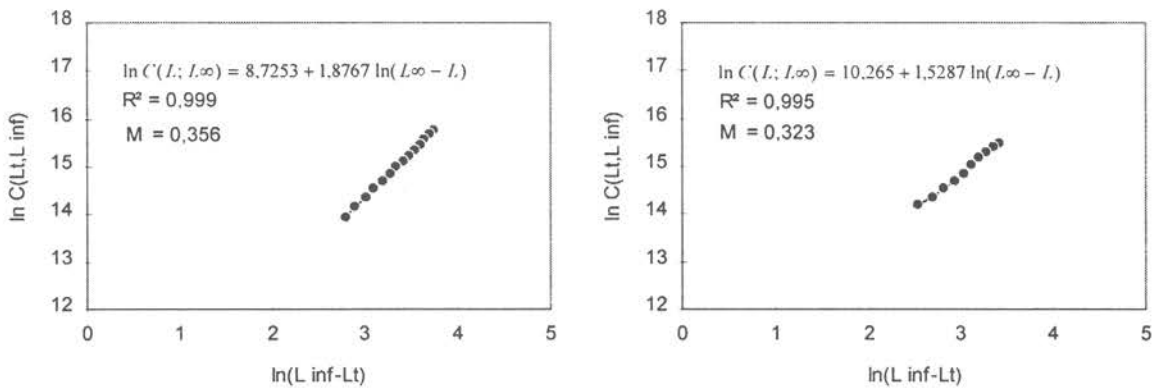 18
17
16
15
14
13
12
0 1 2 3 4 5
ln C(Lt,L inf)
ln(L inf-Lt)
ln C(L; L∞) = 8,7253 + 1,8767 ln(L∞ − L)
R² = 0,999
M = 0,356
18
17
16
15
14
13
12
0 1 2 3 4 5
ln C(Lt,L inf)
ln(L inf-Lt)
ln C(L; L∞) = 10,265 + 1,5287 ln(L∞ − L)
R² = 0,995
M = 0,323